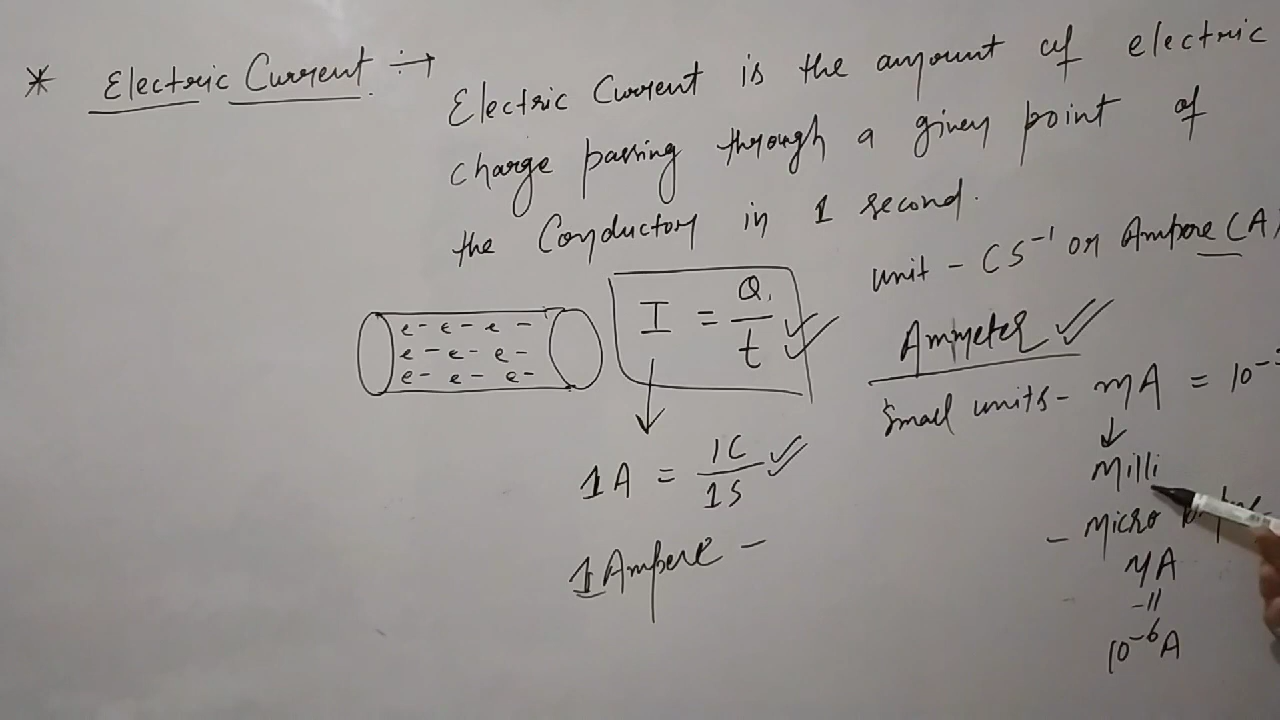 * Electric Current :→ Electric Current is the amount of electric
charge passing through a given point of
the Conductor in 1 second.
unit - CS⁻¹ or Ampere (A)
e- e- e-
e- e- e-
e- e- e-
I = Q/t
Ammeter
Small units- mA = 10⁻
↓
Milli
- Micro
μA
=
10⁻⁶A
↓
1A = 1C/1S
1 Ampere -